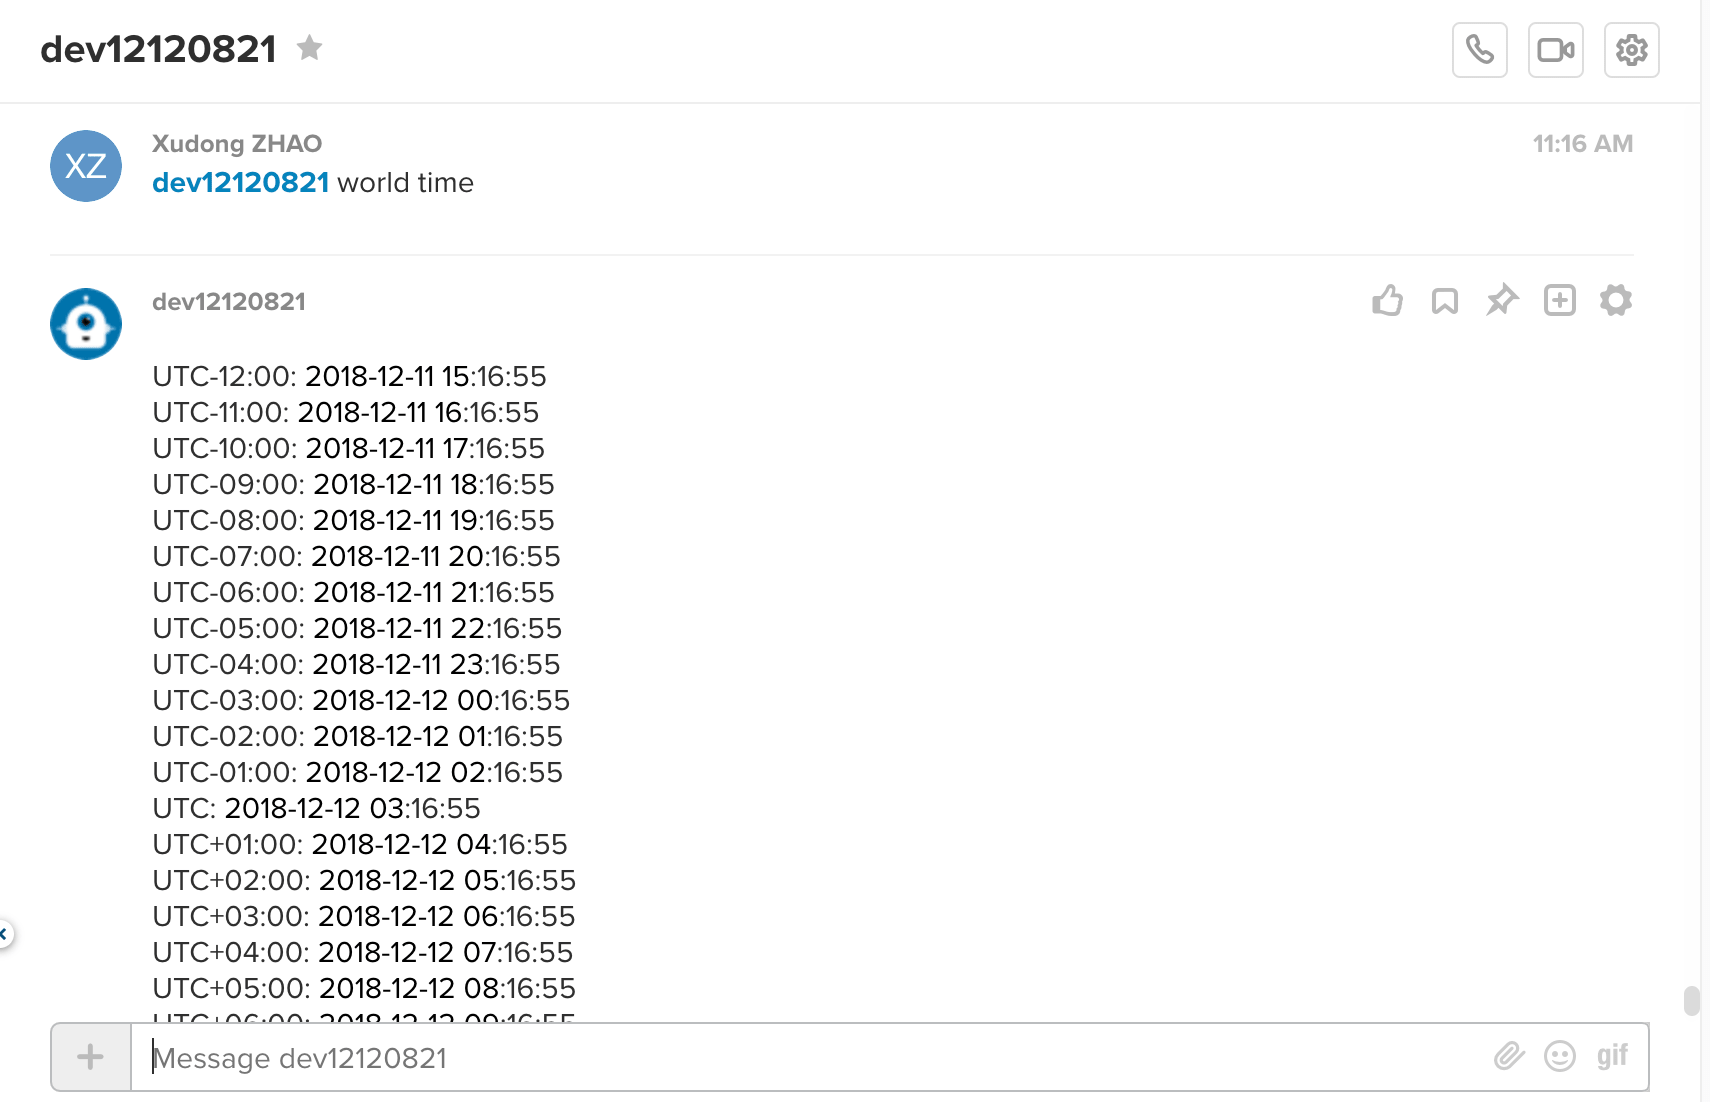 dev12120821
XZ
Xudong ZHAO
11:16 AM
dev12120821 world time
dev12120821
UTC-12:00: 2018-12-11 15:16:55
UTC-11:00: 2018-12-11 16:16:55
UTC-10:00: 2018-12-11 17:16:55
UTC-09:00: 2018-12-11 18:16:55
UTC-08:00: 2018-12-11 19:16:55
UTC-07:00: 2018-12-11 20:16:55
UTC-06:00: 2018-12-11 21:16:55
UTC-05:00: 2018-12-11 22:16:55
UTC-04:00: 2018-12-11 23:16:55
UTC-03:00: 2018-12-12 00:16:55
UTC-02:00: 2018-12-12 01:16:55
UTC-01:00: 2018-12-12 02:16:55
UTC: 2018-12-12 03:16:55
UTC+01:00: 2018-12-12 04:16:55
UTC+02:00: 2018-12-12 05:16:55
UTC+03:00: 2018-12-12 06:16:55
UTC+04:00: 2018-12-12 07:16:55
UTC+05:00: 2018-12-12 08:16:55
UTC+06:00: 2018-12-12 09:16:55
Message dev12120821
gif